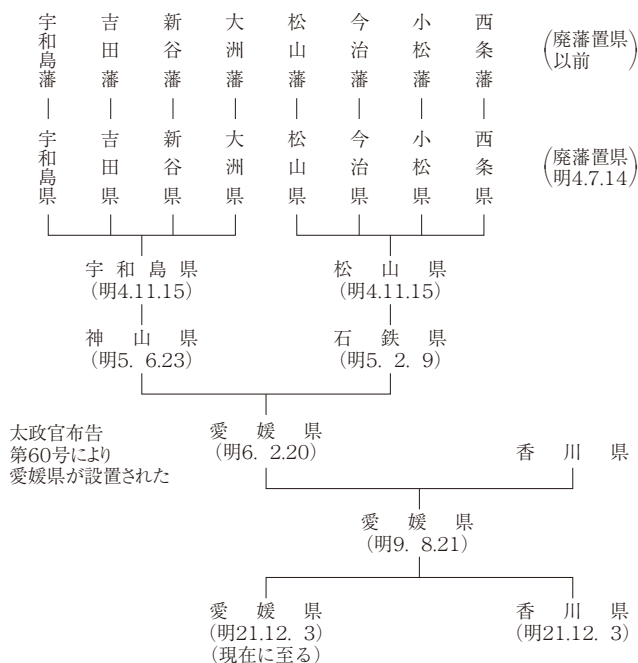 宇和島藩
吉田藩
新谷藩
大洲藩
松山藩
今治藩
小松藩
西条藩
(廃藩置県
以前)
宇和島県
吉田県
新谷県
大洲県
松山県
今治県
小松県
西条県
(廃藩置県
明4.7.14)
宇和島県
(明4.11.15)
松山県
(明4.11.15)
神山県
(明5. 6.23)
石鉄県
(明5. 2. 9)
太政官布告
第60号により
愛媛県が設置された
愛媛県
(明6. 2.20)
香川県
愛媛県
(明9. 8.21)
愛媛県
(明21.12. 3)
(現在に至る)
香川県
(明21.12. 3)